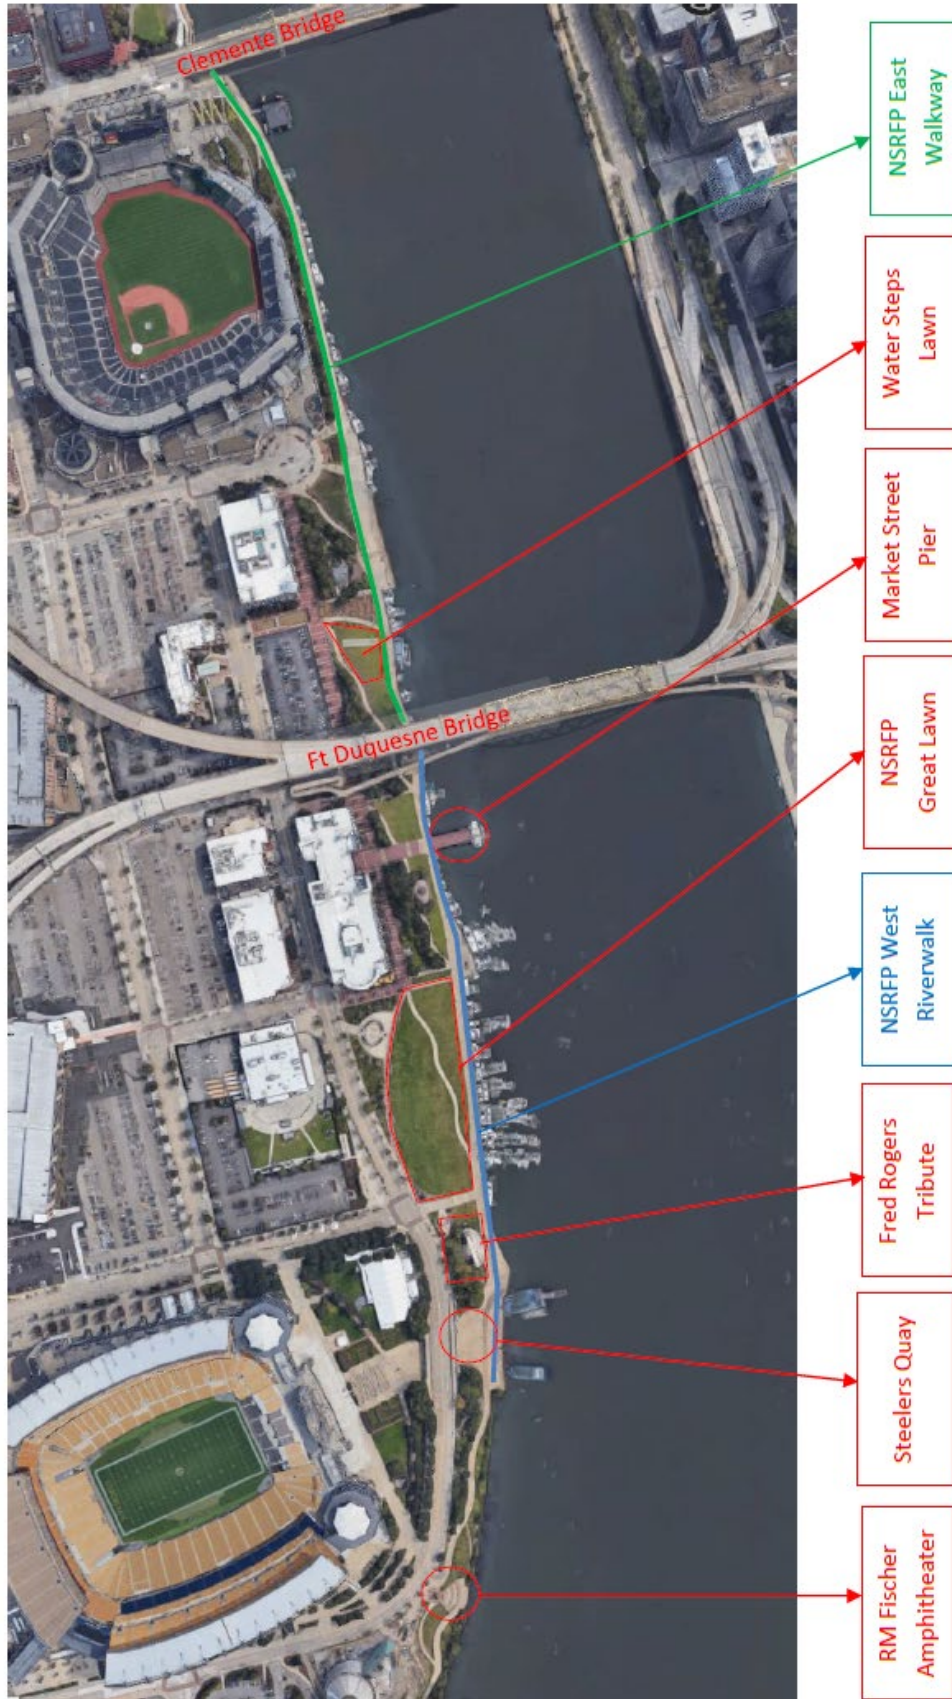 Clemente Bridge
Ft Duquesne Bridge
RM Fischer
Amphitheater
Steelers Quay
Fred Rogers
Tribute
NSRFP West
Riverwalk
NSRFP
Great Lawn
Market Street
Pier
Water Steps
Lawn
NSRFP East
Walkway